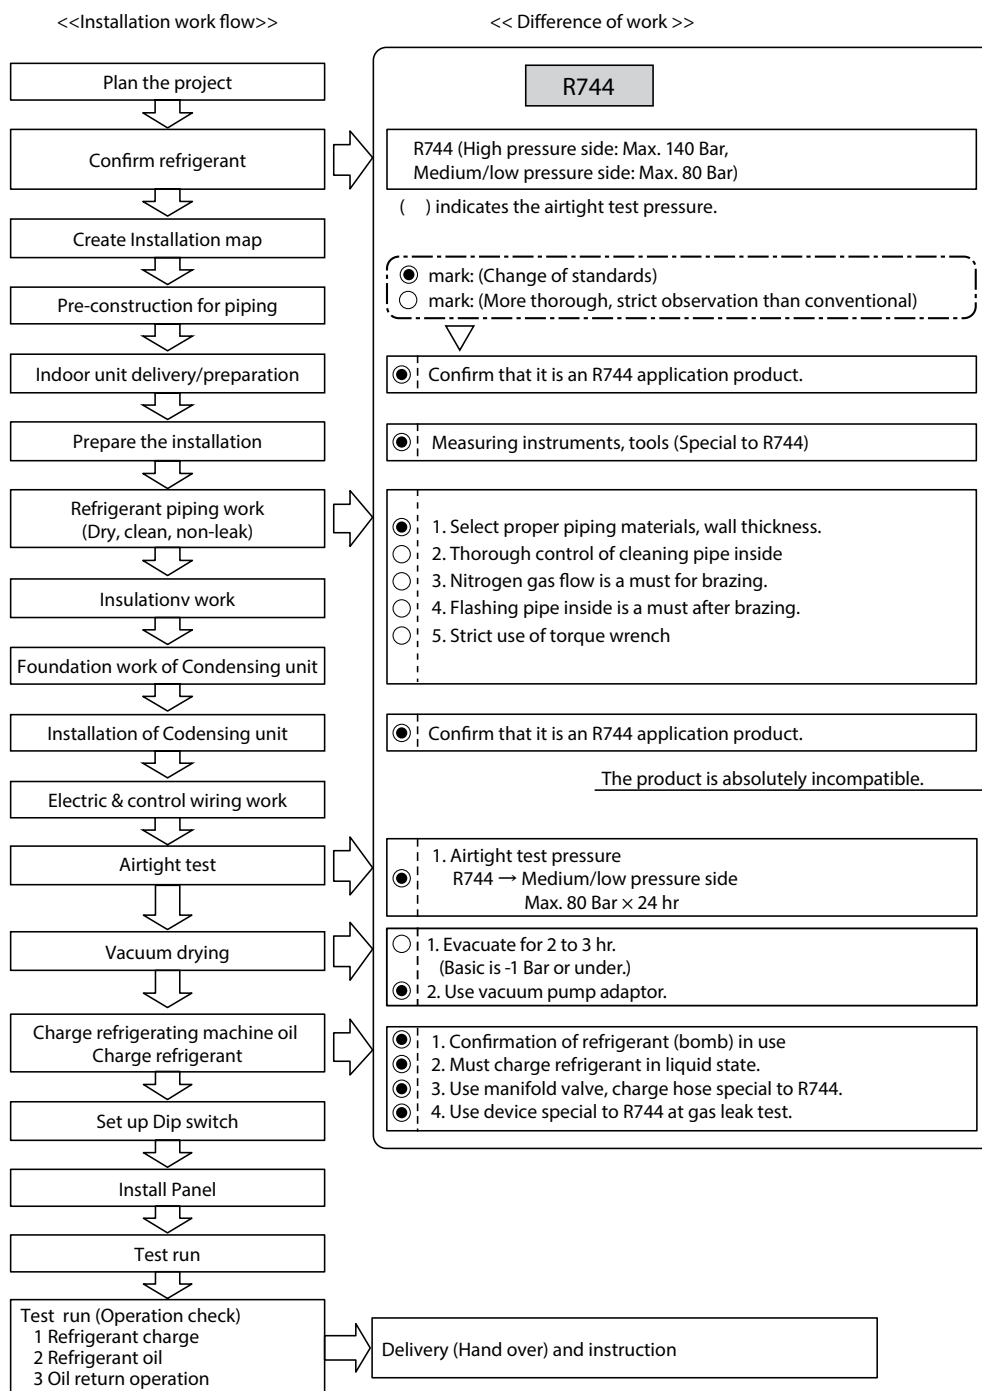 <<Installation work flow>>
Plan the project
Confirm refrigerant
Create Installation map
Pre-construction for piping
Indoor unit delivery/preparation
Prepare the installation
Refrigerant piping work
(Dry, clean, non-leak)
Insulationv work
Foundation work of Condensing unit
Installation of Codensing unit
Electric & control wiring work
Airtight test
Vacuum drying
Charge refrigerating machine oil
Charge refrigerant
Set up Dip switch
Install Panel
Test run
Test run (Operation check)
1 Refrigerant charge
2 Refrigerant oil
3 Oil return operation
<< Difference of work >>
R744
R744 (High pressure side: Max. 140 Bar,
Medium/low pressure side: Max. 80 Bar)
( ) indicates the airtight test pressure.
◉ mark: (Change of standards)
○ mark: (More thorough, strict observation than conventional)
◉ Confirm that it is an R744 application product.
◉ Measuring instruments, tools (Special to R744)
◉ 1. Select proper piping materials, wall thickness.
○ 2. Thorough control of cleaning pipe inside
○ 3. Nitrogen gas flow is a must for brazing.
○ 4. Flashing pipe inside is a must after brazing.
○ 5. Strict use of torque wrench
◉ Confirm that it is an R744 application product.
The product is absolutely incompatible.
1. Airtight test pressure
◉ R744 → Medium/low pressure side
Max. 80 Bar × 24 hr
○ 1. Evacuate for 2 to 3 hr.
(Basic is -1 Bar or under.)
◉ 2. Use vacuum pump adaptor.
◉ 1. Confirmation of refrigerant (bomb) in use
◉ 2. Must charge refrigerant in liquid state.
◉ 3. Use manifold valve, charge hose special to R744.
◉ 4. Use device special to R744 at gas leak test.
Delivery (Hand over) and instruction